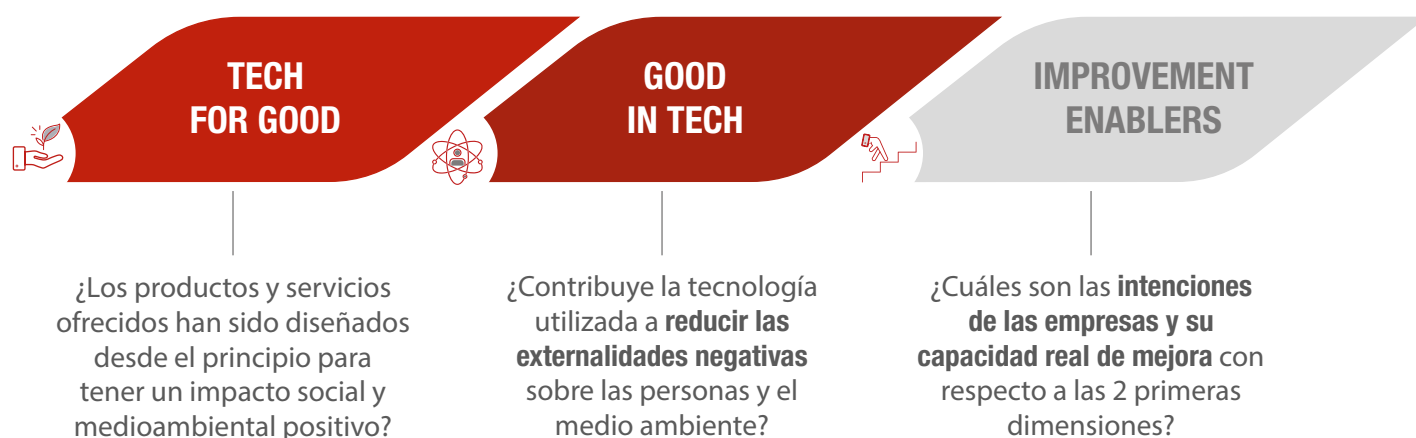 TECH
FOR GOOD
GOOD
IN TECH
IMPROVEMENT
ENABLERS
¿Los productos y servicios
ofrecidos han sido diseñados
desde el principio para
tener un impacto social y
medioambiental positivo?
¿Contribuye la tecnología
utilizada a reducir las
externalidades negativas
sobre las personas y el
medio ambiente?
¿Cuáles son las intenciones
de las empresas y su
capacidad real de mejora con
respecto a las 2 primeras
dimensiones?